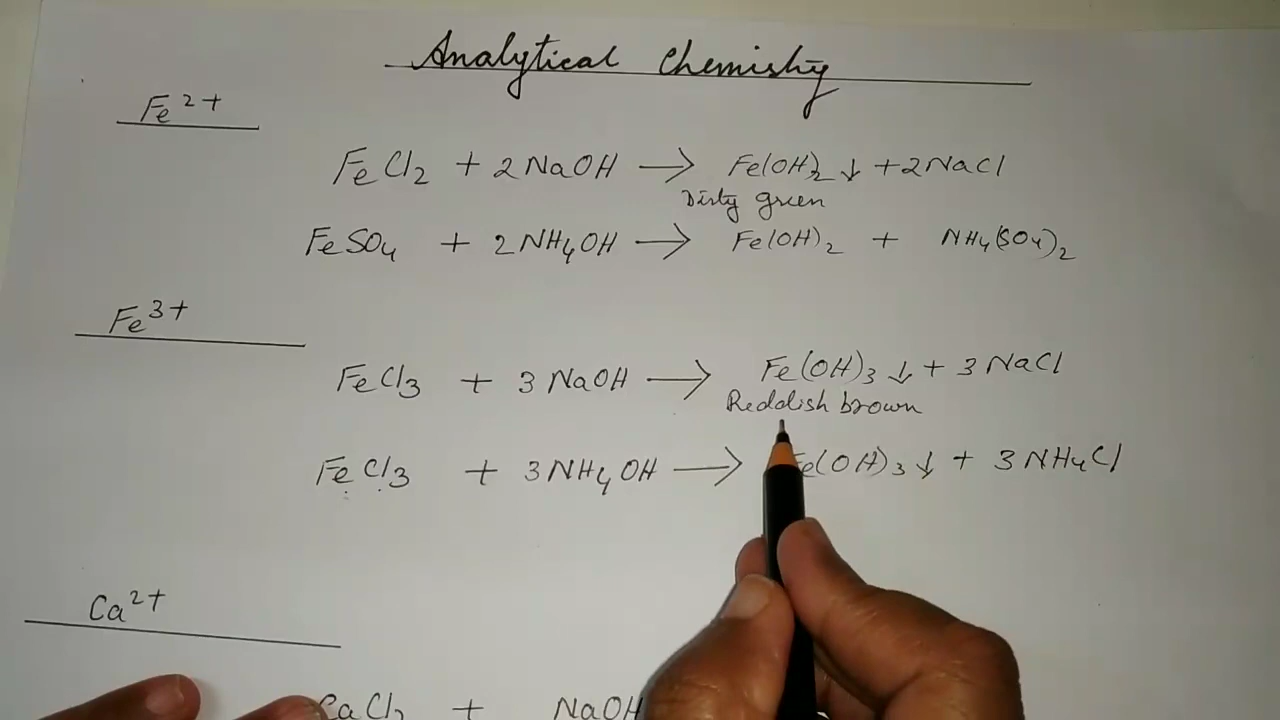 Analytical Chemistry
Fe²⁺
FeCl₂ + 2NaOH → Fe(OH)₂ ↓ + 2NaCl
Dirty green
FeSO₄ + 2NH₄OH → Fe(OH)₂ + NH₄(SO₄)₂
Fe³⁺
FeCl₃ + 3NaOH → Fe(OH)₃ ↓ + 3NaCl
Reddish brown
FeCl₃ + 3NH₄OH → Fe(OH)₃ ↓ + 3NH₄Cl
Ca²⁺
CaCl₂ + NaOH